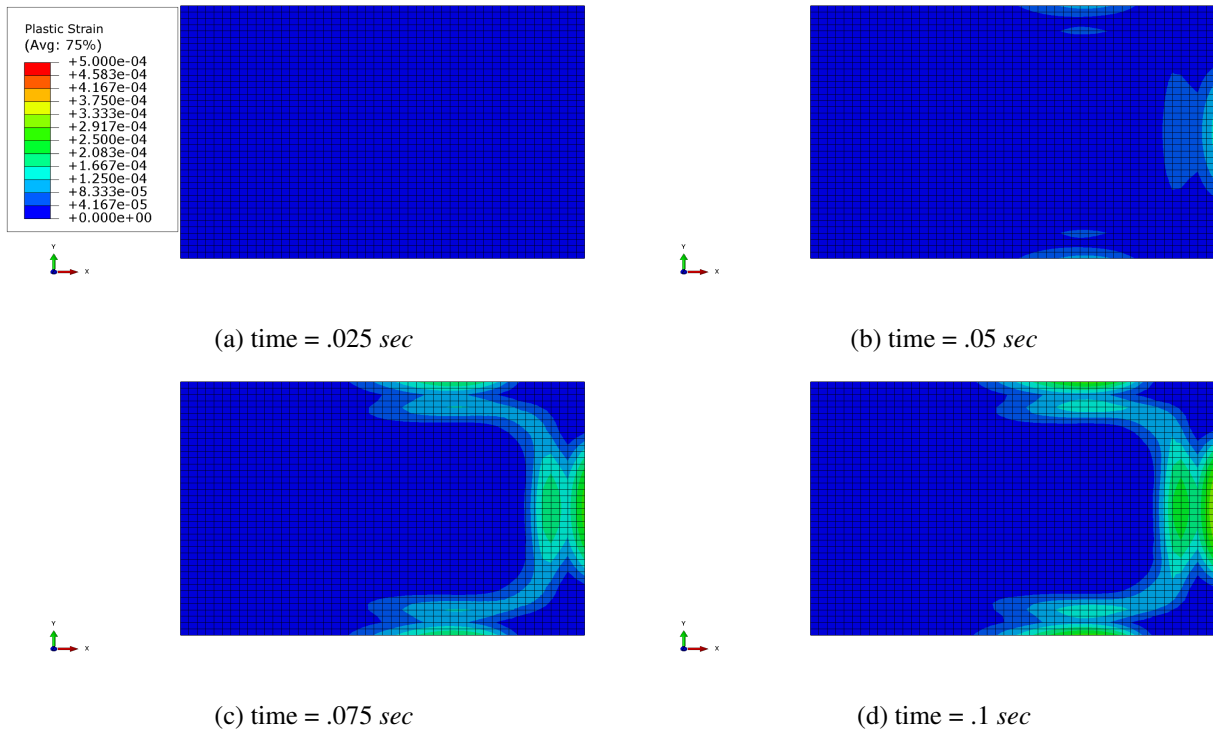 Plastic Strain
(Avg: 75%)
+5.000e-04
+4.583e-04
+4.167e-04
+3.750e-04
+3.333e-04
+2.917e-04
+2.500e-04
+2.083e-04
+1.667e-04
+1.250e-04
+8.333e-05
+4.167e-05
+0.000e+00
Y
X
Y
X
(a) time = .025 sec
(b) time = .05 sec
Y
X
Y
X
(c) time = .075 sec
(d) time = .1 sec